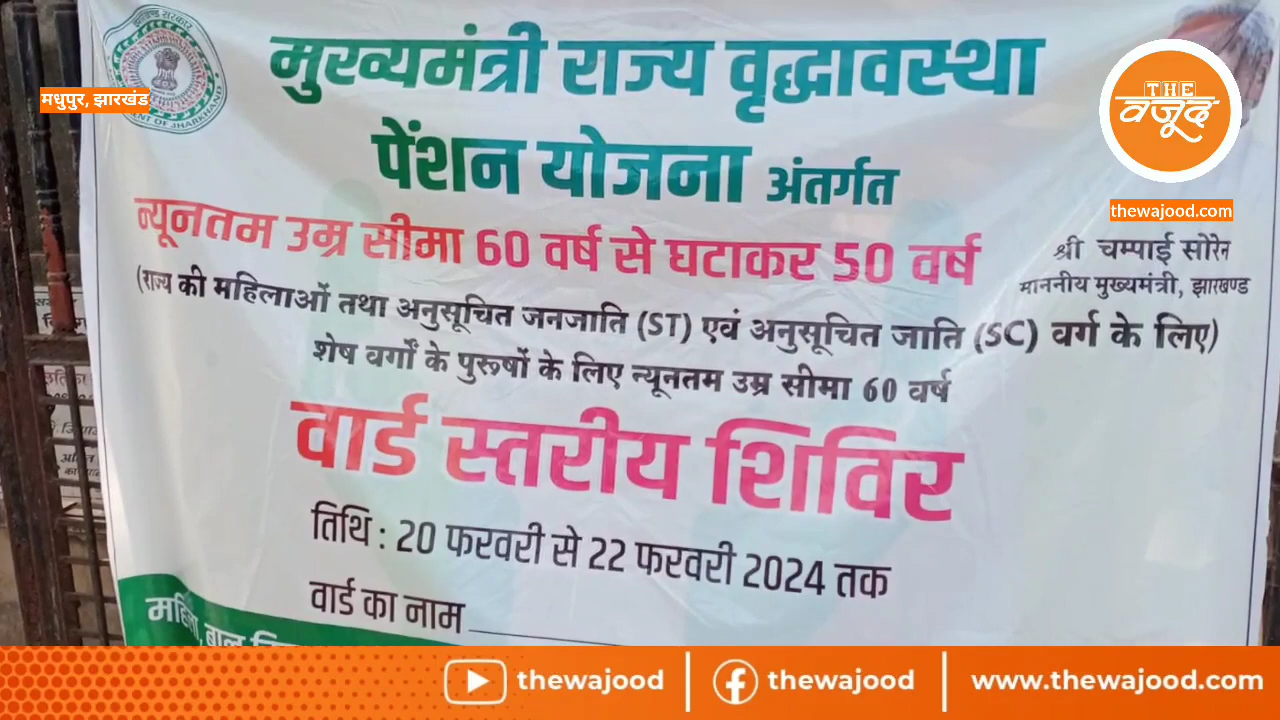 झारखण्ड सरकार
मधुपुर, झारखंड
मुख्यमंत्री राज्य वृद्धावस्था
पेंशन योजना अंतर्गत
THE
वजूद
thewajood.com
न्यूनतम उम्र सीमा 60 वर्ष से घटाकर 50 वर्ष
श्री चम्पाई सोरेन
माननीय मुख्यमंत्री, झारखण्ड
(राज्य की महिलाओं तथा अनुसूचित जनजाति (ST) एवं अनुसूचित जाति (SC) वर्ग के लिए)
शेष वर्गों के पुरूषों के लिए न्यूनतम उम्र सीमा 60 वर्ष
वार्ड स्तरीय शिविर
तिथि : 20 फरवरी से 22 फरवरी 2024 तक
वार्ड का नाम
thewajood
thewajood
www.thewajood.com